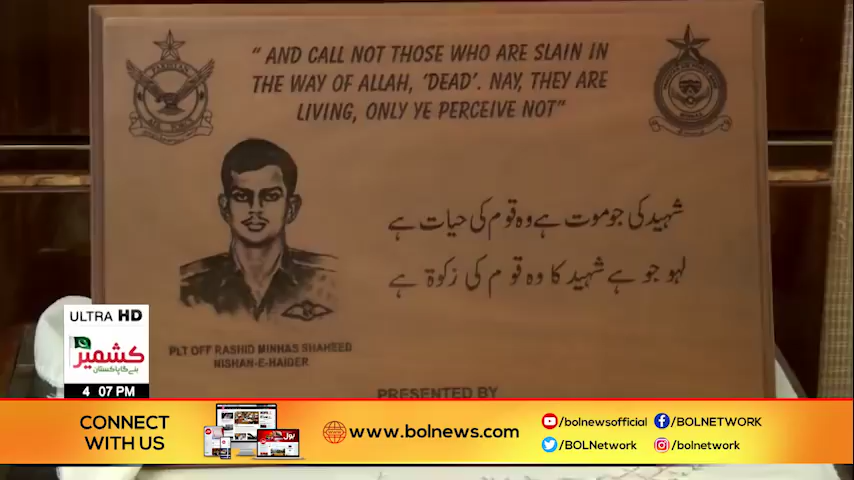 “ AND CALL NOT THOSE WHO ARE SLAIN IN
THE WAY OF ALLAH, ‘DEAD’. NAY, THEY ARE
LIVING, ONLY YE PERCEIVE NOT”
شہید کی جو موت ہے وہ قوم کی حیات ہے
لہو جو ہے شہید کا وہ قوم کی زکوۃ ہے
PLT OFF RASHID MINHAS SHAHEED
NISHAN-E-HAIDER
PRESENTED BY
ULTRA HD
کشمیر
بنے گا پاکستان
4 07 PM
CONNECT
WITH US
www.bolnews.com
/bolnewsofficial
/BOLNETWORK
/BOLNetwork
/bolnetwork